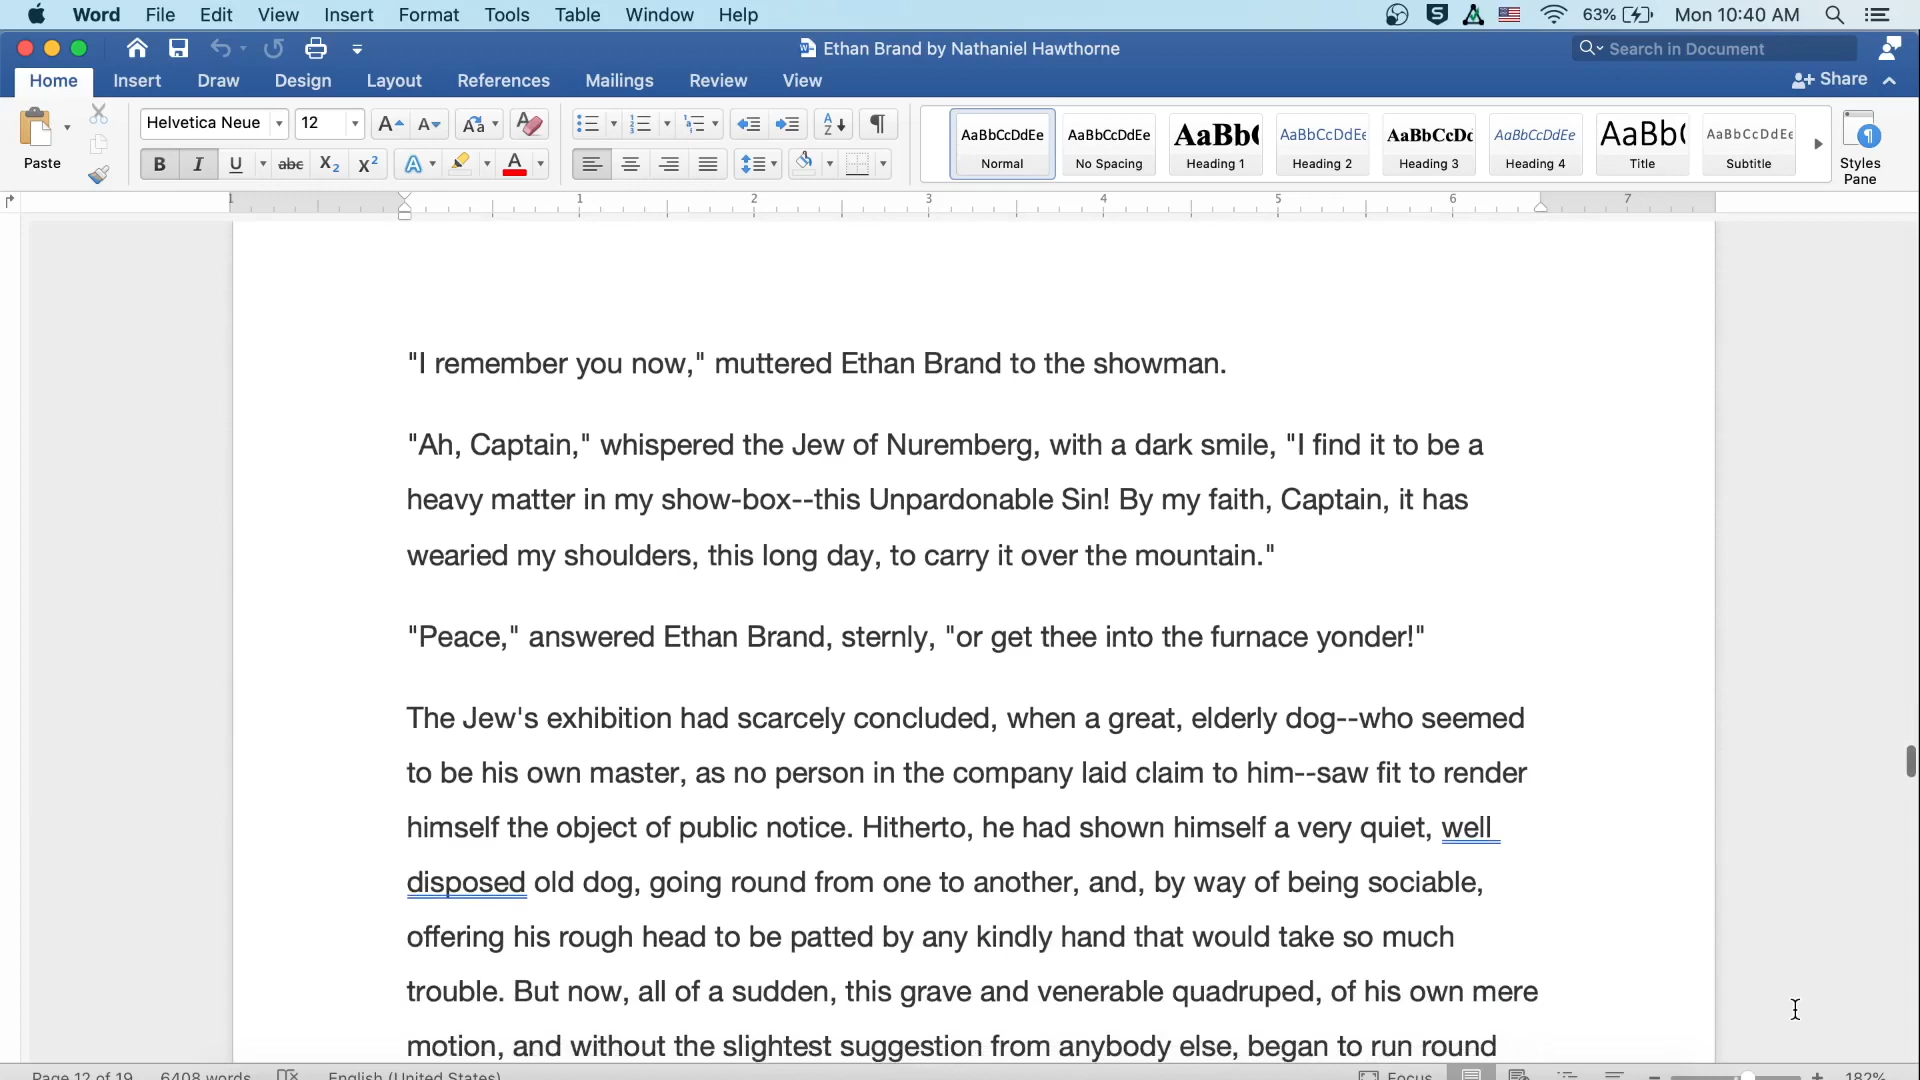 Word File Edit View Insert Format Tools Table Window Help 63% Mon 10:40 AM
Ethan Brand by Nathaniel Hawthorne Search in Document
Home Insert Draw Design Layout References Mailings Review View Share
Paste Helvetica Neue 12 AaBbCcDdEe AaBbCcDdEe AaBb( AaBbCcDdEe AaBbCcDc AaBbCcDdEe AaBb( AaBbCcDdEe
Normal No Spacing Heading 1 Heading 2 Heading 3 Heading 4 Title Subtitle Styles Pane
1 1 2 3 4 5 6 7
"I remember you now," muttered Ethan Brand to the showman.
"Ah, Captain," whispered the Jew of Nuremberg, with a dark smile, "I find it to be a
heavy matter in my show-box--this Unpardonable Sin! By my faith, Captain, it has
wearied my shoulders, this long day, to carry it over the mountain."
"Peace," answered Ethan Brand, sternly, "or get thee into the furnace yonder!"
The Jew's exhibition had scarcely concluded, when a great, elderly dog--who seemed
to be his own master, as no person in the company laid claim to him--saw fit to render
himself the object of public notice. Hitherto, he had shown himself a very quiet, well
disposed old dog, going round from one to another, and, by way of being sociable,
offering his rough head to be patted by any kindly hand that would take so much
trouble. But now, all of a sudden, this grave and venerable quadruped, of his own mere
motion, and without the slightest suggestion from anybody else, began to run round
Page 12 of 19 6408 words English (United States) Focus 182%